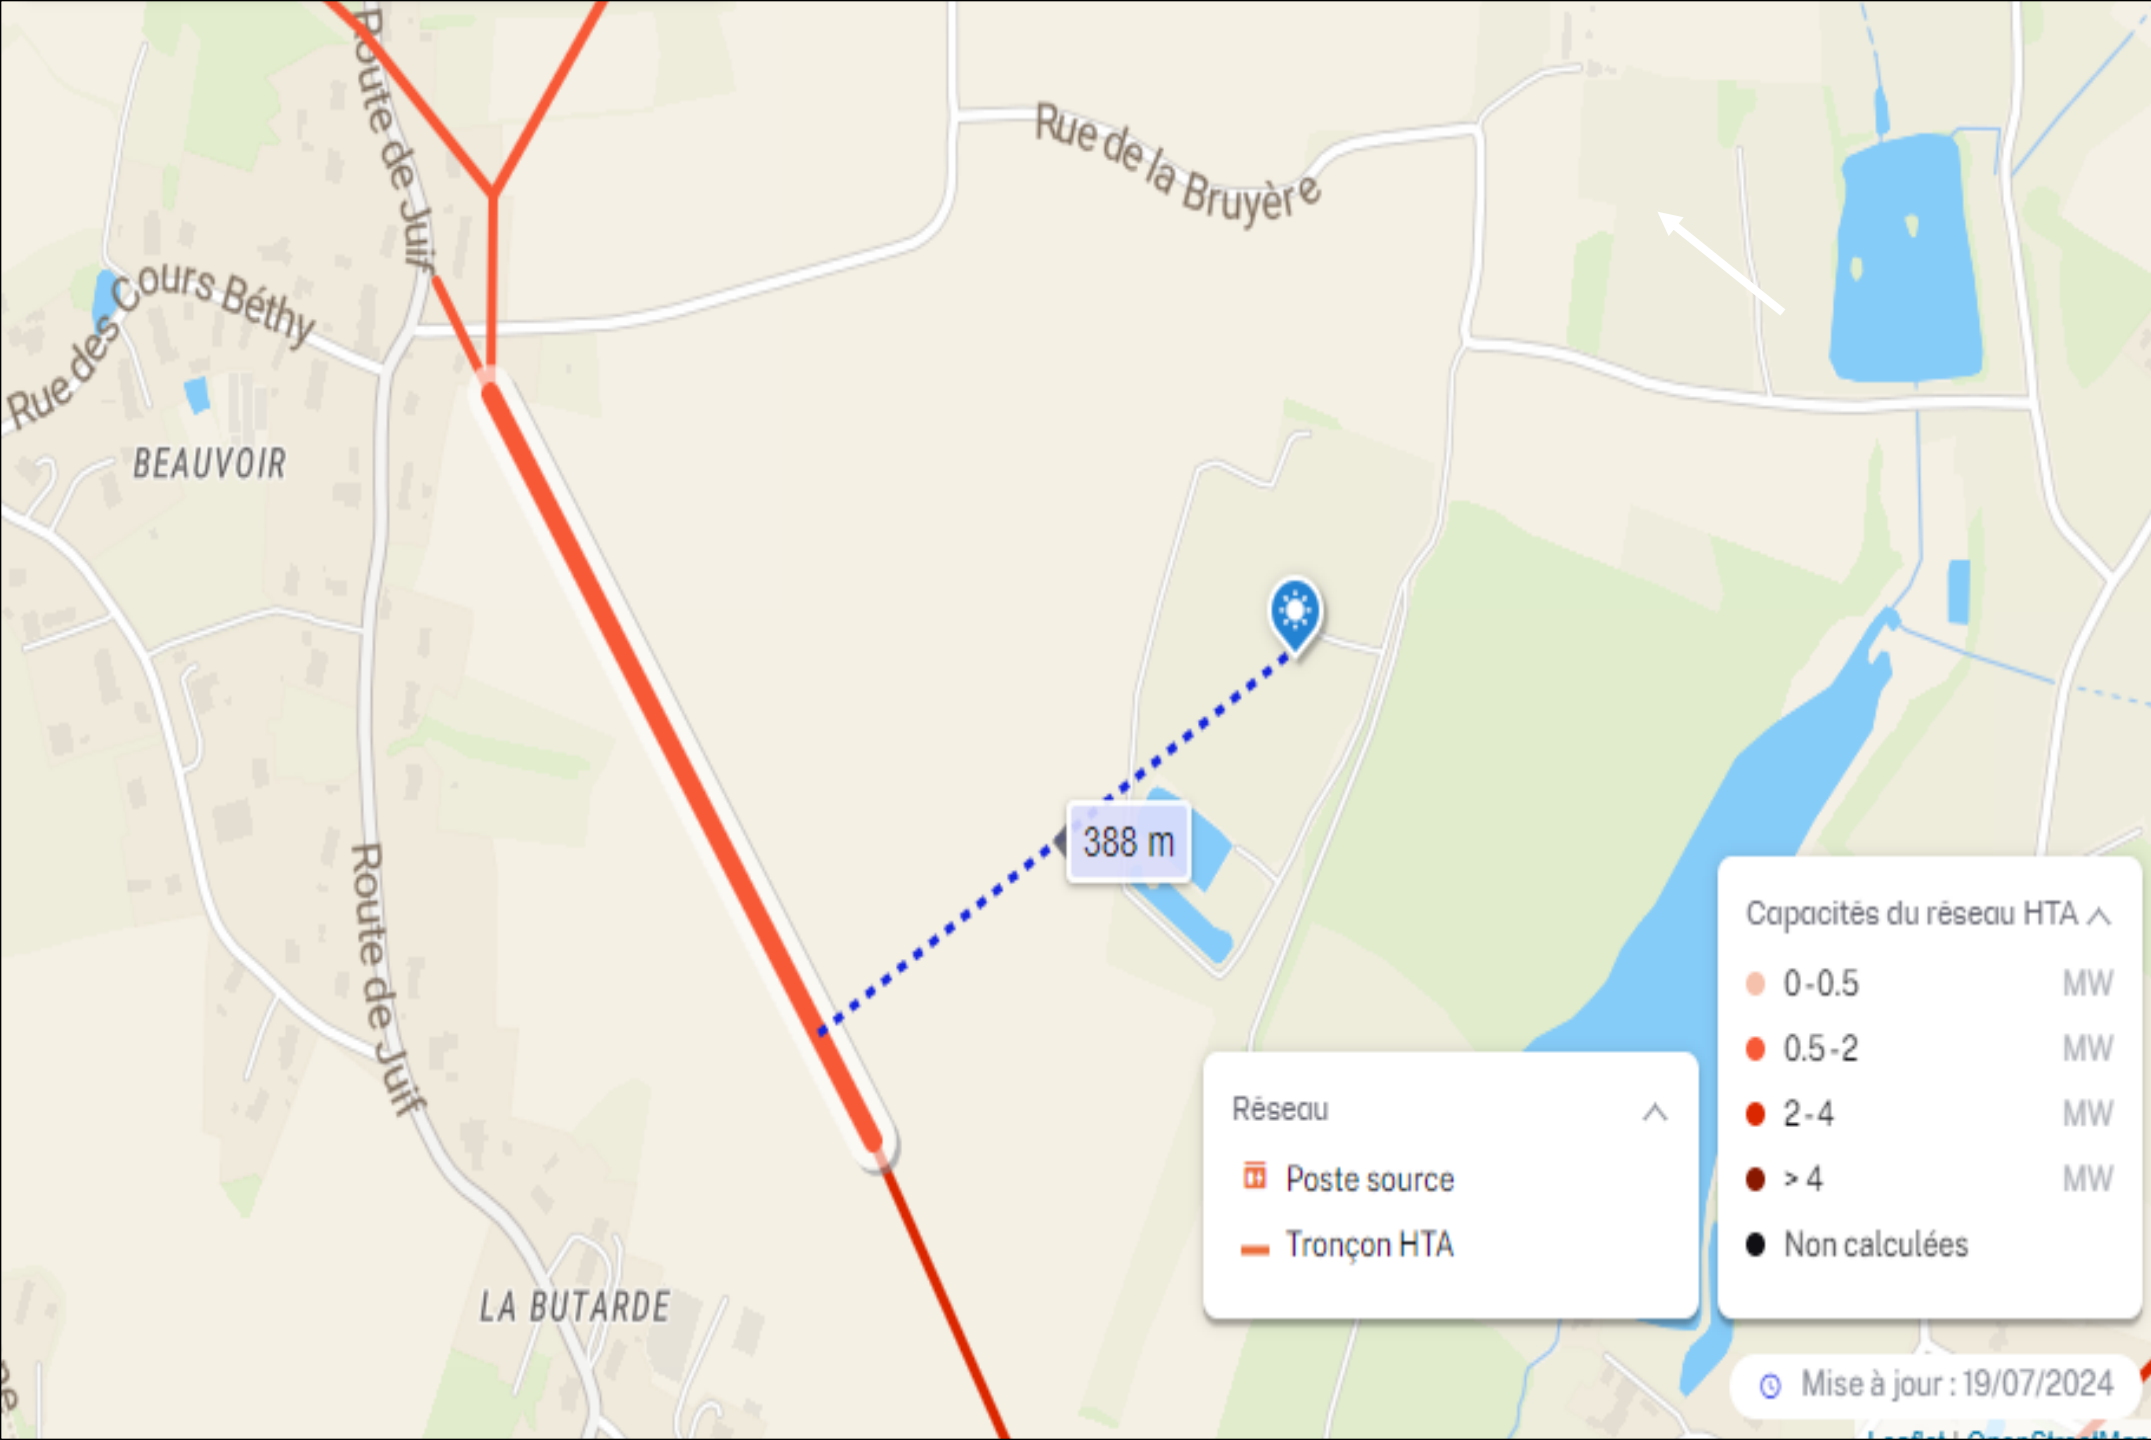 Route de Juif
Rue de la Bruyère
Rue des Cours Béthy
BEAUVOIR
388 m
Route de Juif
LA BUTARDE
Réseau
Poste source
Tronçon HTA
Capacités du réseau HTA
0-0.5 MW
0.5-2 MW
2-4 MW
> 4 MW
Non calculées
Mise à jour : 19/07/2024
Leaflet | OpenStreetMap